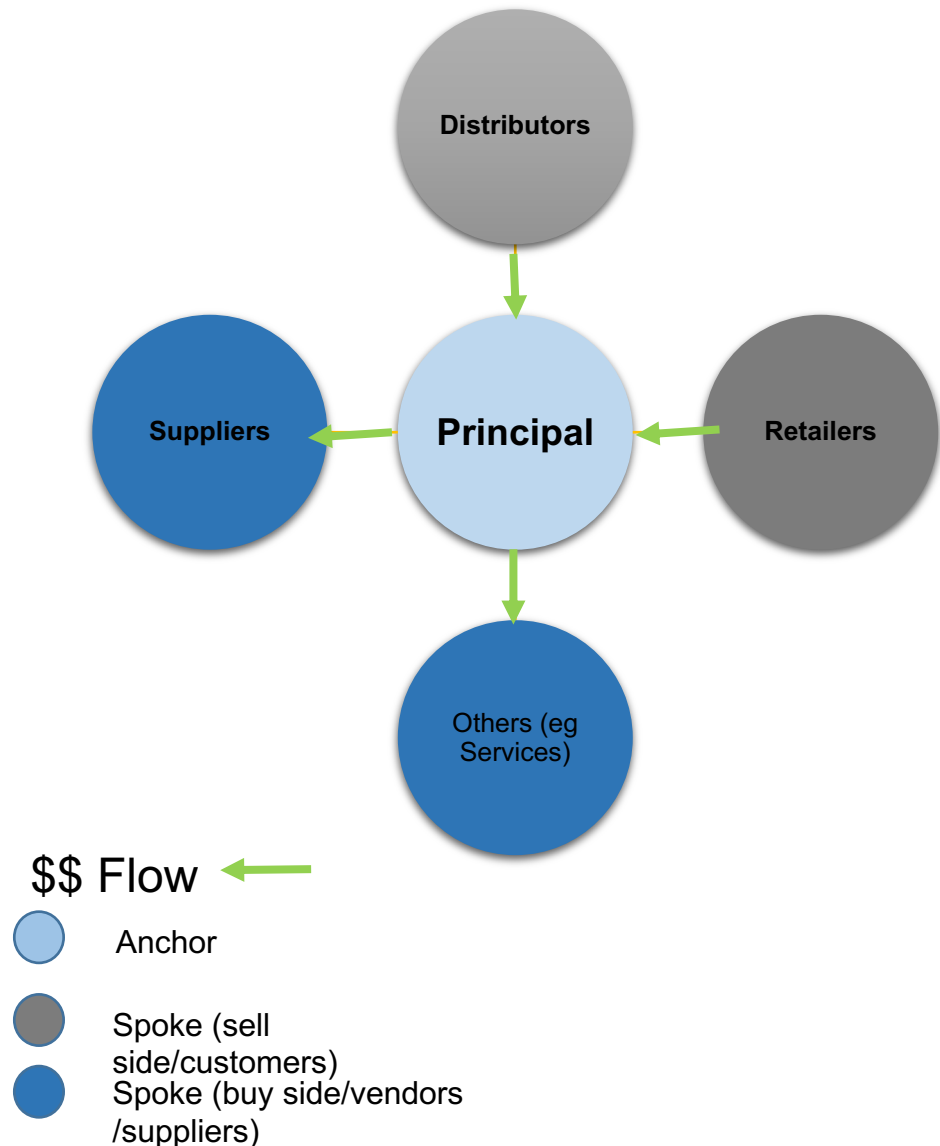 Distributors
Suppliers
Principal
Retailers
Others (eg
Services)
$$ Flow
Anchor
Spoke (sell
side/customers)
Spoke (buy side/vendors
/suppliers)